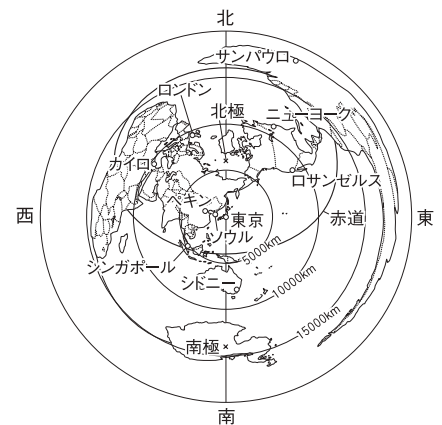 北
サンパウロ
ロンドン
北極
ニューヨーク
カイロ
ロサンゼルス
ペキン
西
東京
赤道
東
ソウル
シンガポール
5000km
シドニー
10000km
15000km
南極
南